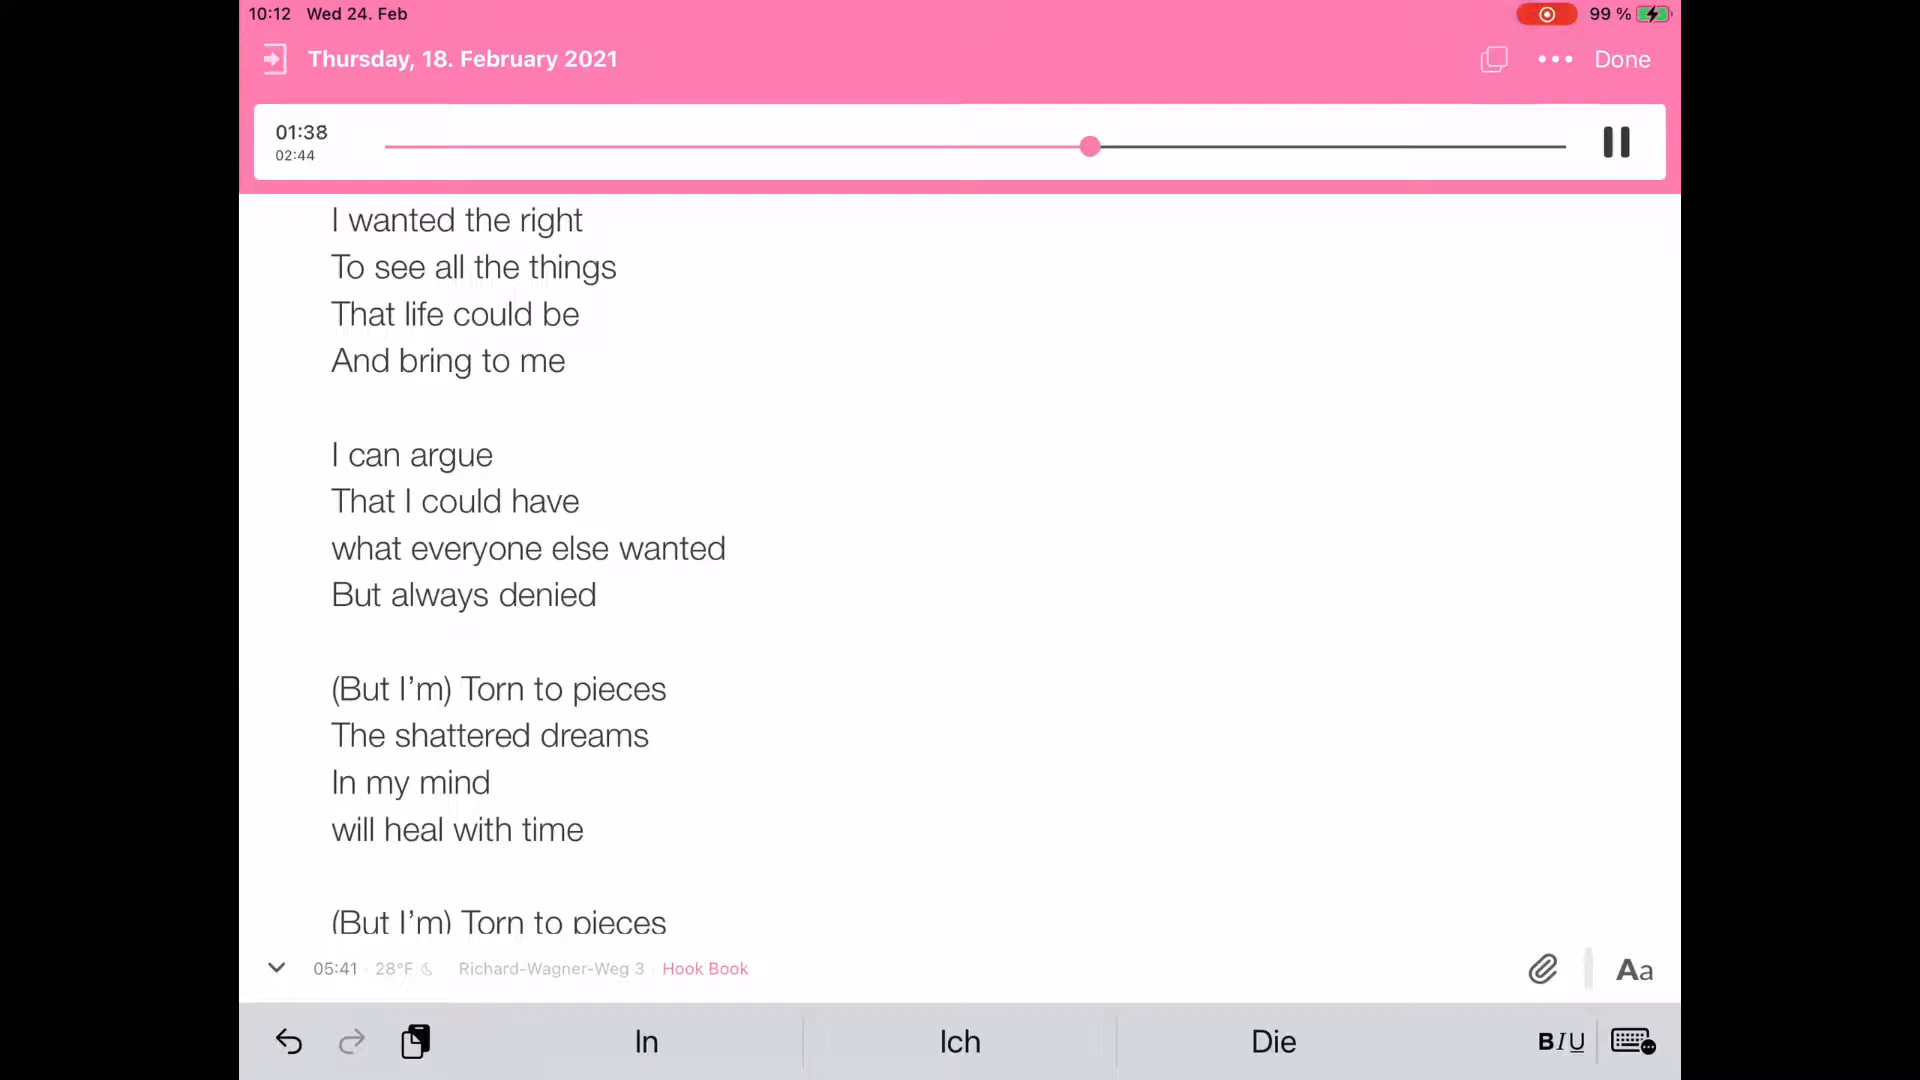 10:12 Wed 24. Feb 99 %
Thursday, 18. February 2021 Done
01:38
02:44
I wanted the right
To see all the things
That life could be
And bring to me
I can argue
That I could have
what everyone else wanted
But always denied
(But I’m) Torn to pieces
The shattered dreams
In my mind
will heal with time
(But I’m) Torn to pieces
05:41 · 28°F Richard-Wagner-Weg 3 · Hook Book Aa
In Ich Die BIU